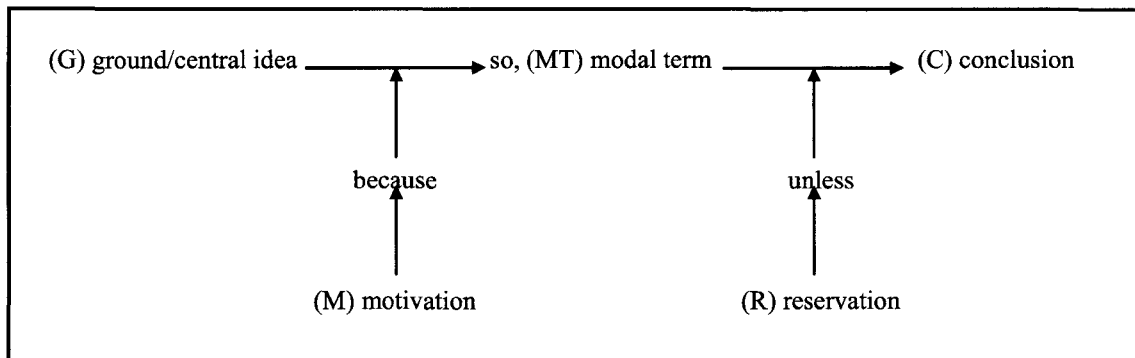 (G) ground/central idea so, (MT) modal term (C) conclusion
because unless
(M) motivation (R) reservation